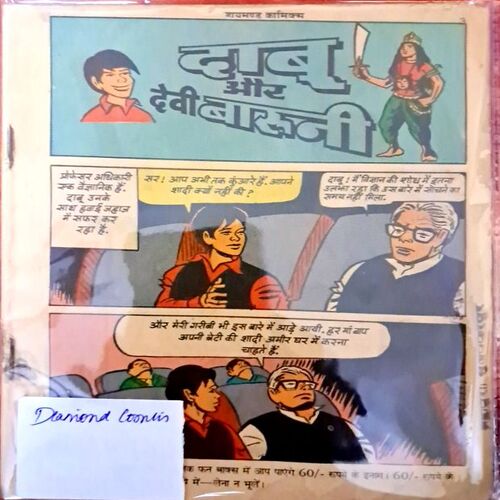 डायमण्ड कामिक्स
दाबू
और
देवी बारूनी
प्रोफेसर अधिकारी
एक वैज्ञानिक हैं.
दाबू उनके
साथ हवाई जहाज
में सफर कर
रहा है.
सर! आप अभी तक कुंआरे हैं. आपने
शादी क्यों नहीं की?
दाबू! मैं विज्ञान की शोध में इतना
उलझा रहा कि इस बारे में सोचने का
समय नहीं मिला.
और मेरी गरीबी भी इस बारे में आड़े आयी. हर मां बाप
अपनी बेटी की शादी अमीर घर में करना
चाहते हैं.
Diamond Comics
फन बाक्स में आप पाएंगे 60/- रुपये के इनाम। 60/- रुपये के
में—लेना न भूलें।